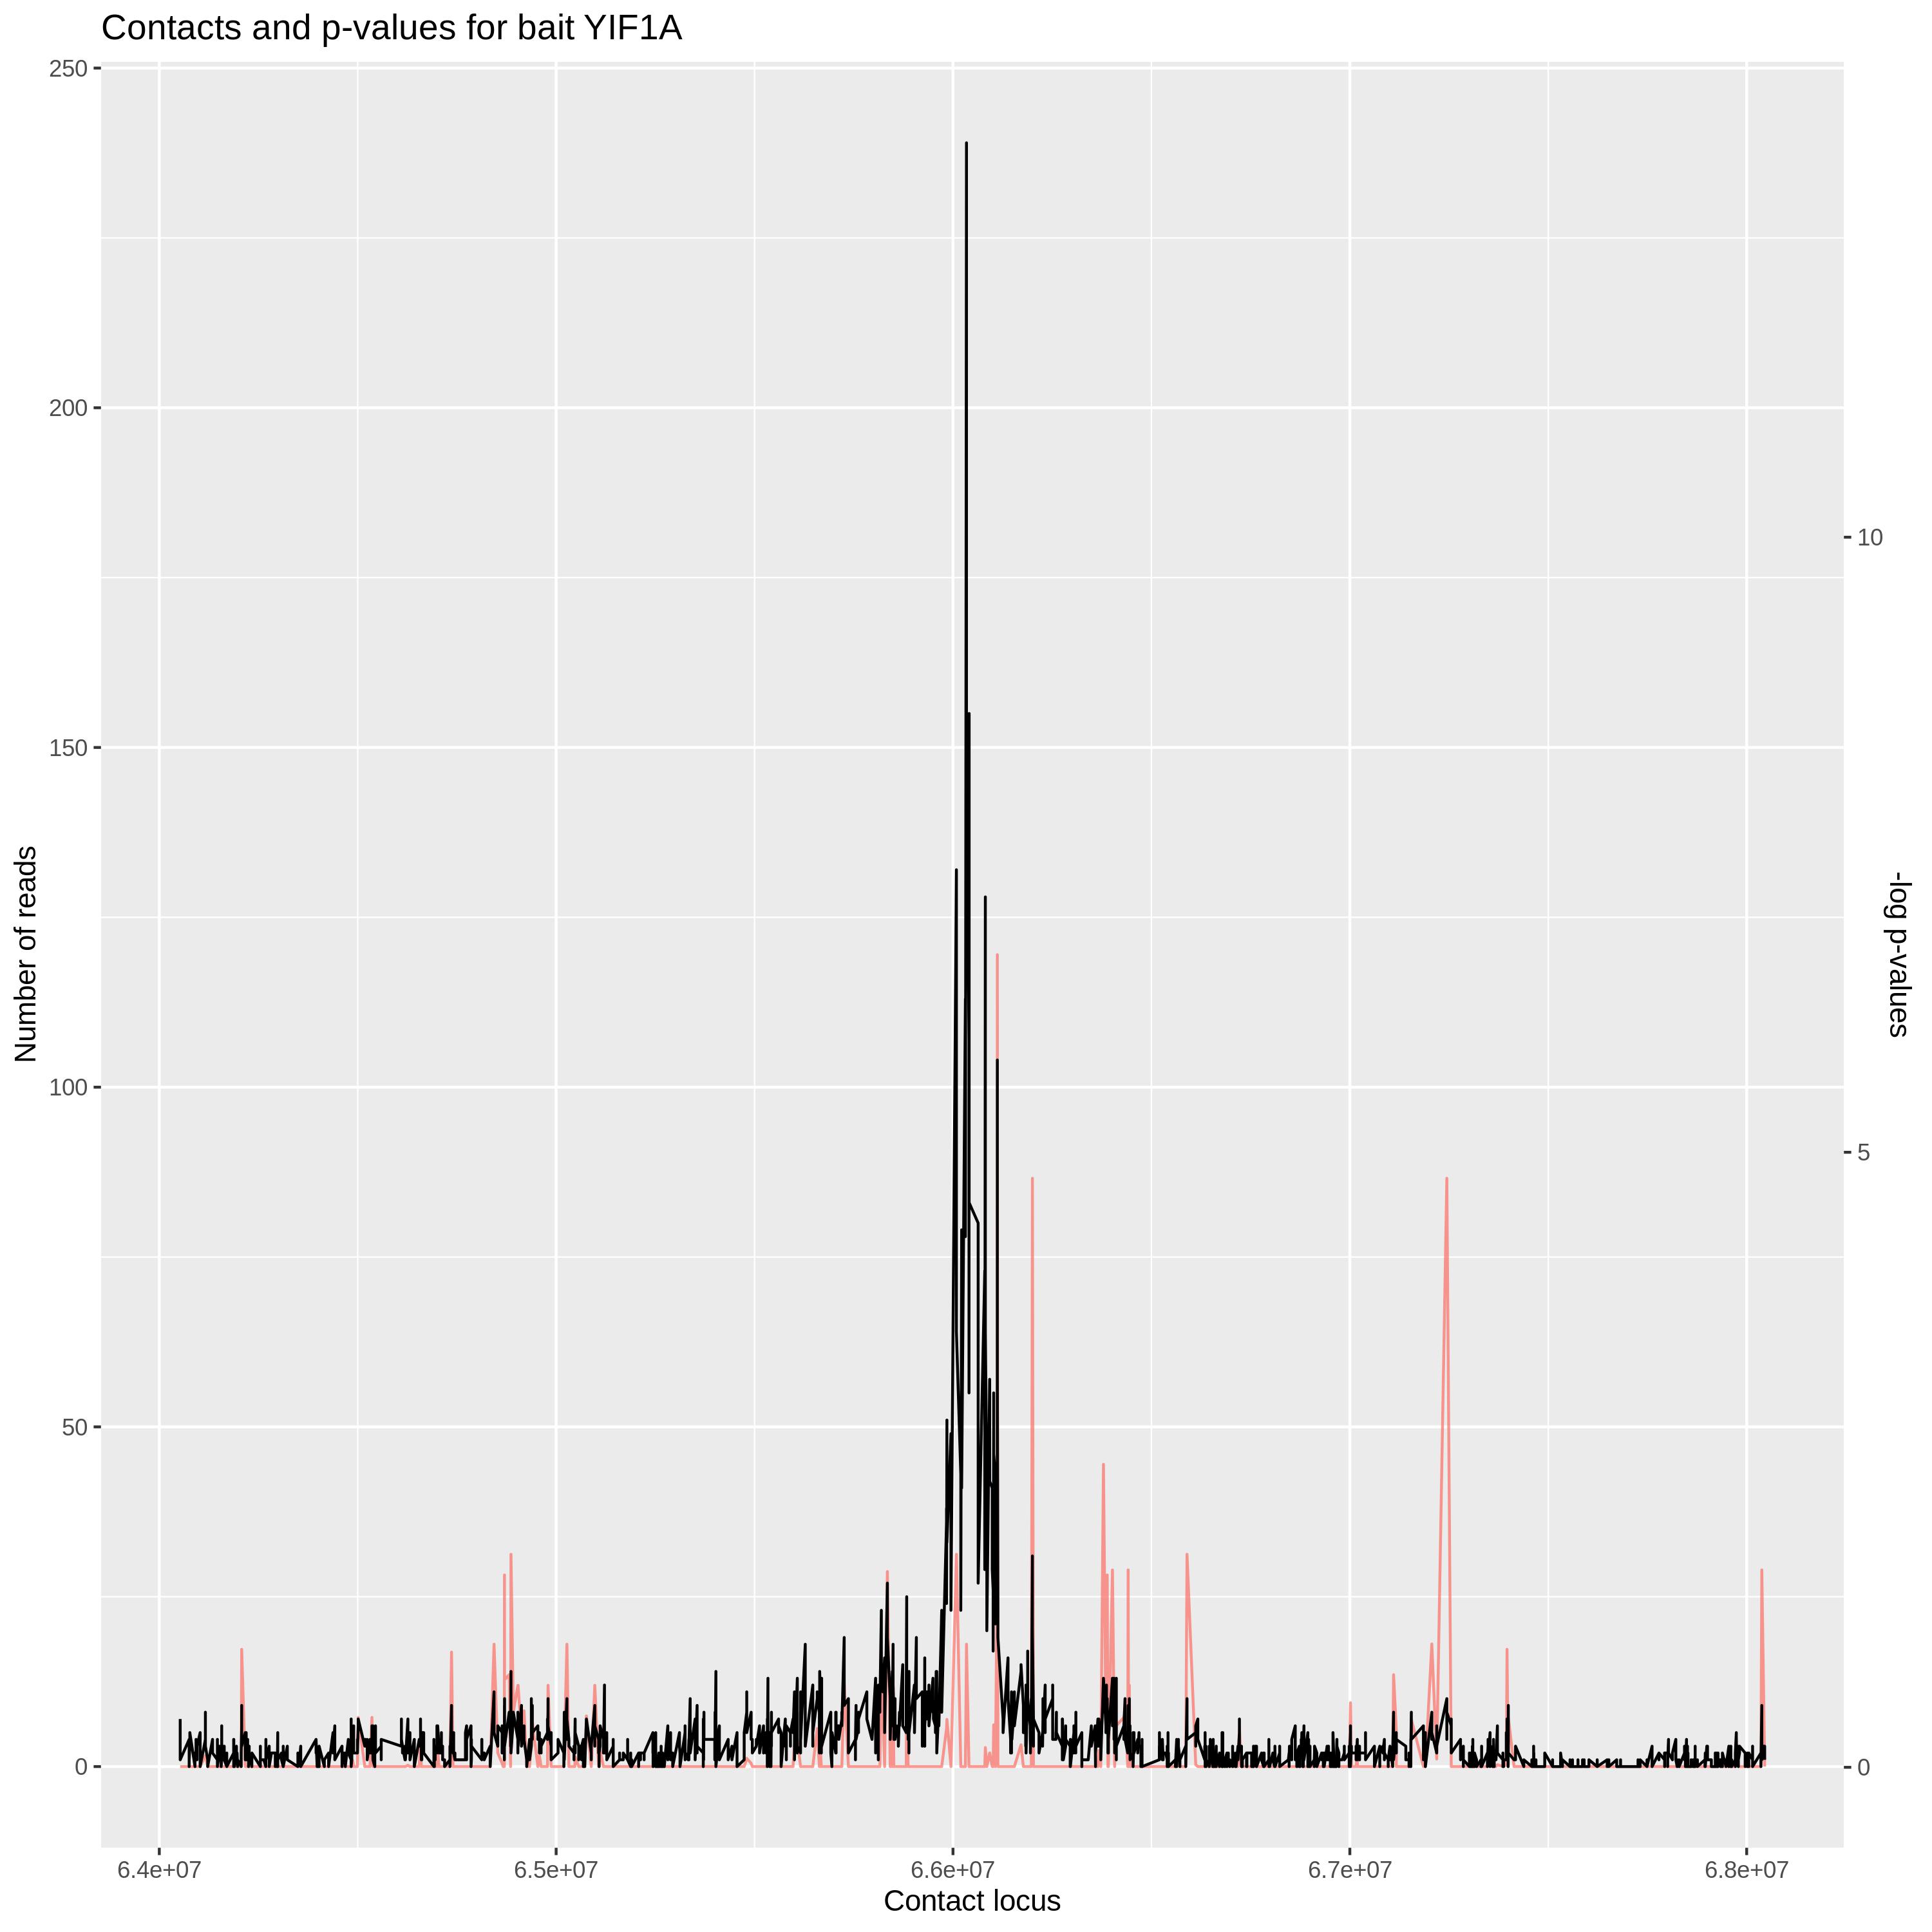 Contacts and p-values for bait YIF1A
250
200
150
100
50
0
Number of reads
10
5
0
-log p-values
6.4e+07
6.5e+07
6.6e+07
6.7e+07
6.8e+07
Contact locus